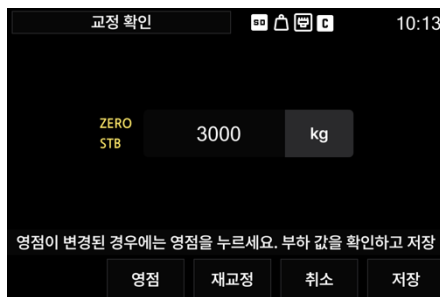 교정 확인 SD C 10:13
ZERO
STB
3000 kg
영점이 변경된 경우에는 영점을 누르세요. 부하 값을 확인하고 저장
영점 재교정 취소 저장